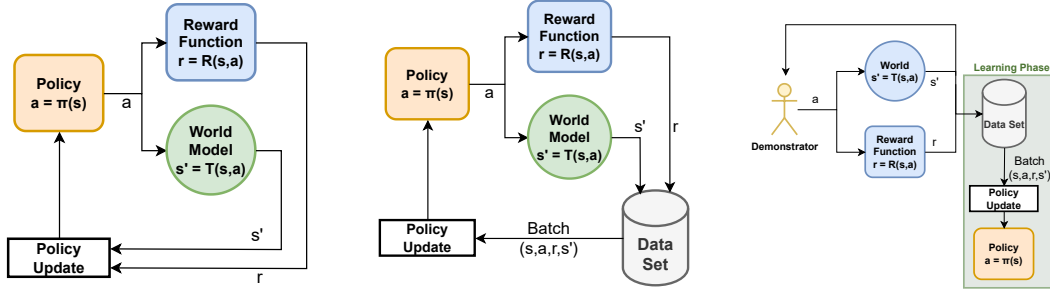 Reward
Function
r = R(s,a)
Policy
a = π(s)
a
World
Model
s' = T(s,a)
s'
r
Policy
Update
Reward
Function
r = R(s,a)
Policy
a = π(s)
a
World
Model
s' = T(s,a)
s'
r
Policy
Update
Batch
(s,a,r,s')
Data
Set
Learning Phase
World
s' = T(s,a)
s'
a
Demonstrator
Reward
Function
r = R(s,a)
r
Data Set
Batch
(s,a,r,s')
Policy
Update
Policy
a = π(s)